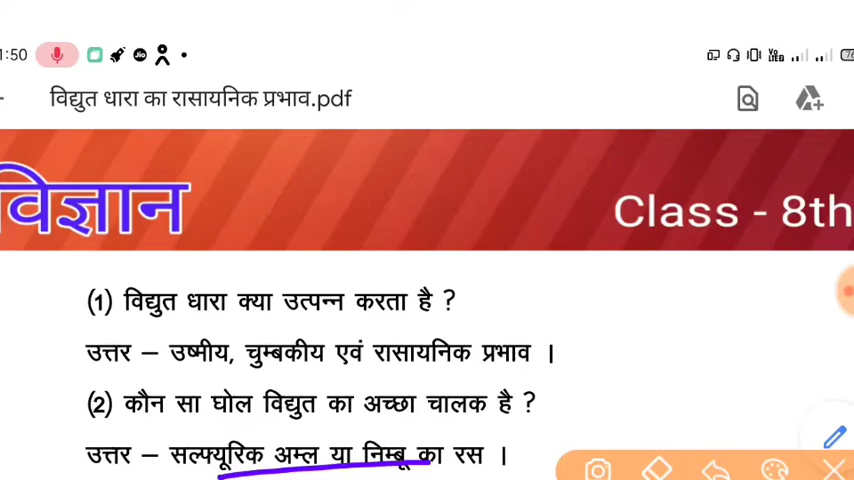 1:50
विद्युत धारा का रासायनिक प्रभाव.pdf
विज्ञान
Class - 8th
(1) विद्युत धारा क्या उत्पन्न करता है ?
उत्तर – उष्मीय, चुम्बकीय एवं रासायनिक प्रभाव ।
(2) कौन सा घोल विद्युत का अच्छा चालक है ?
उत्तर – सल्फ्यूरिक अम्ल या निम्बू का रस ।